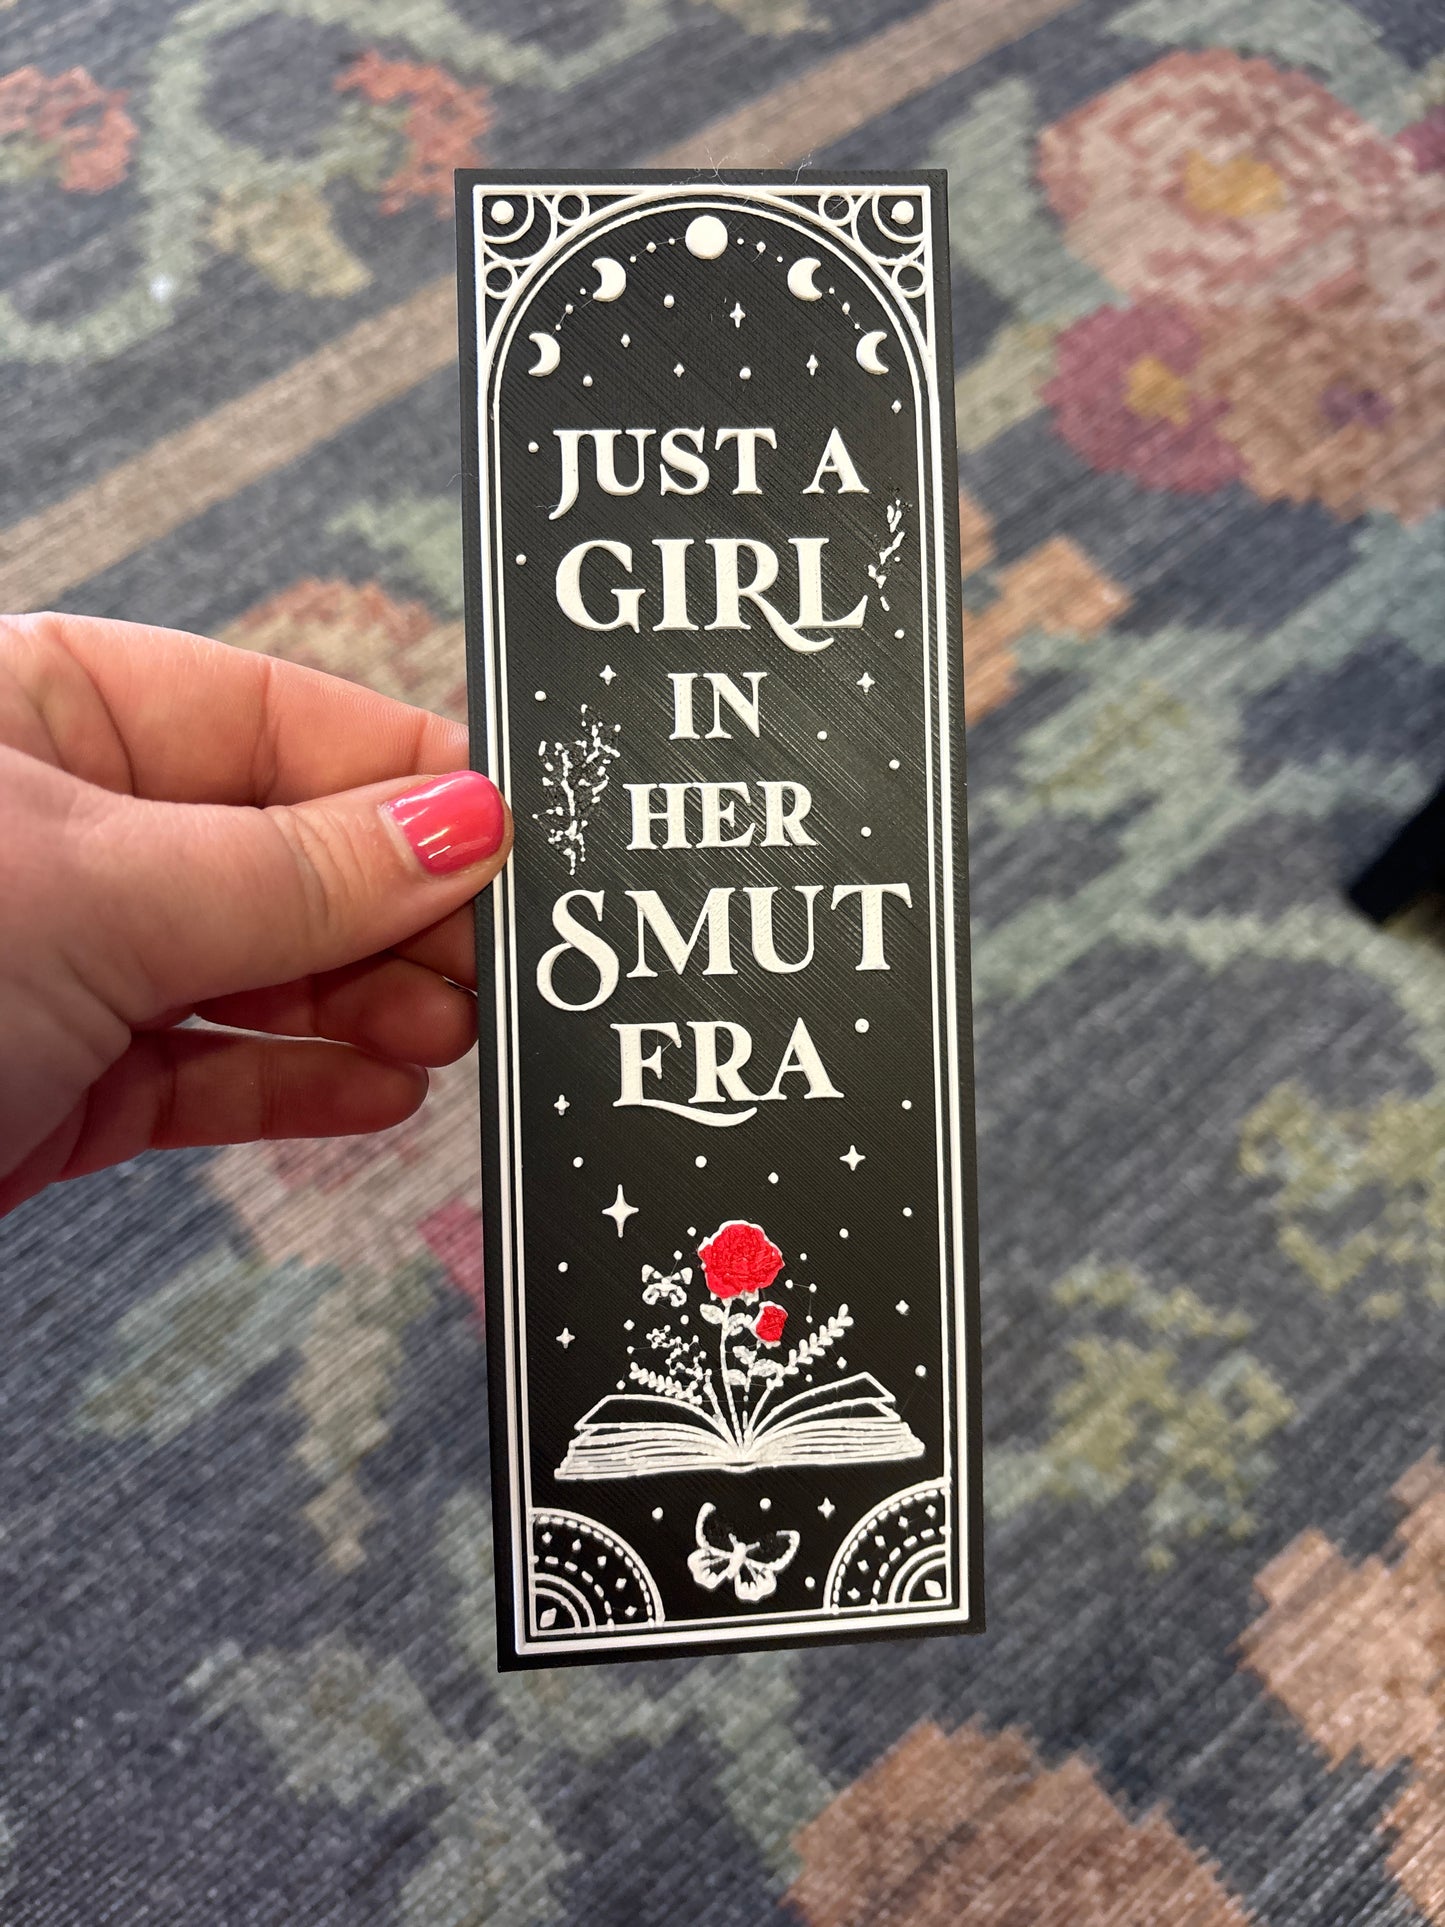 JUST A
GIRL
IN
HER
SMUT
ERA